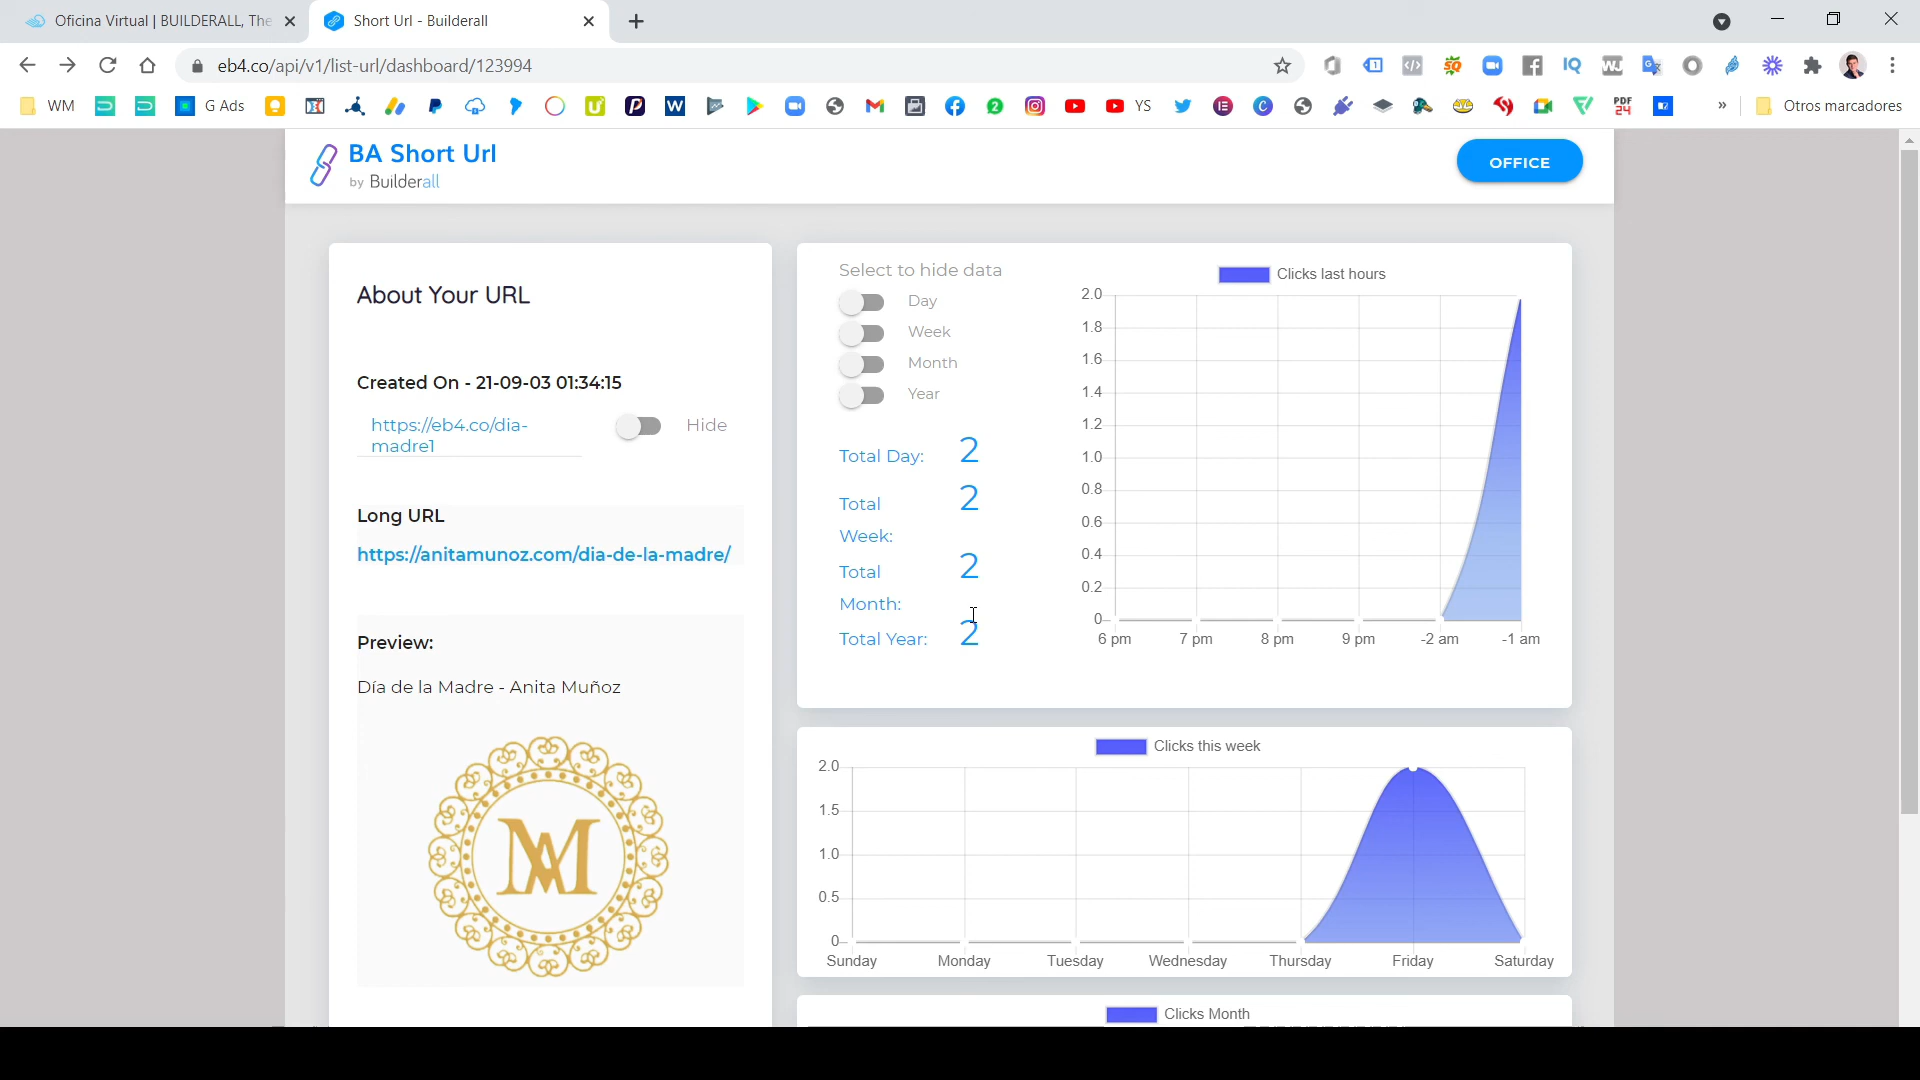 Oficina Virtual | BUILDERALL, The
Short Url - Builderall
eb4.co/api/v1/list-url/dashboard/123994
WM
G Ads
YS
Otros marcadores
BA Short Url
by Builderall
OFFICE
About Your URL
Created On - 21-09-03 01:34:15
https://eb4.co/dia-
madre1
Hide
Long URL
https://anitamunoz.com/dia-de-la-madre/
Preview:
Día de la Madre - Anita Muñoz
Select to hide data
Day
Week
Month
Year
Total Day: 2
Total 2
Week:
Total 2
Month:
Total Year: 2
Clicks last hours
2.0
1.8
1.6
1.4
1.2
1.0
0.8
0.6
0.4
0.2
0
6 pm 7 pm 8 pm 9 pm -2 am -1 am
Clicks this week
2.0
1.5
1.0
0.5
0
Sunday Monday Tuesday Wednesday Thursday Friday Saturday
Clicks Month